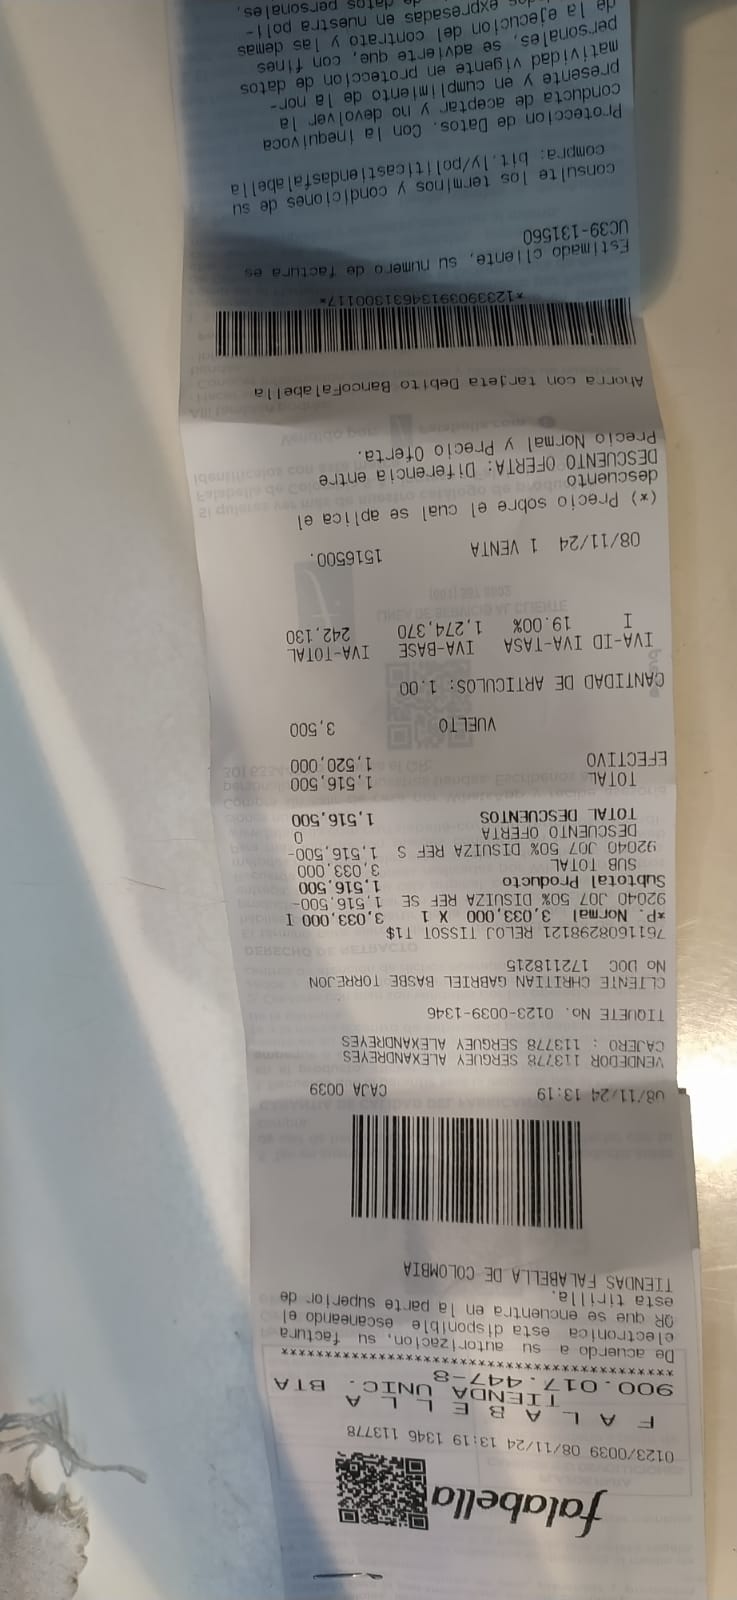 falabella
0123/0039 08/11/24 13:19 1346 113778
F A L A B E L L A
TIENDA UNIC. BTA
900.017.447-8
De acuerdo a su autorizacion, su factura
electronica esta disponible escaneando el
QR que se encuentra en la parte superior de
esta tirilla.
TIENDAS FALABELLA DE COLOMBIA
08/11/24 13:19 CAJA 0039
VENDEDOR 113778 SERGUEY ALEXANDREYES
CAJERO : 113778 SERGUEY ALEXANDREYES
TIQUETE No. 0123-0039-1346
CLIENTE CHRITIAN GABRIEL BASBE TORREJON
No DOC 172118215
7611608298121 RELOJ TISSOT T1$
*P. Normal 3,033,000 X 1 3,033,000 I
92040 J07 50% DISUIZA REF SE 1,516,500-
Subtotal Producto 1,516,500
SUB TOTAL 3,033,000
92040 J07 50% DISUIZA REF S 1,516,500-
DESCUENTO OFERTA 0
TOTAL DESCUENTOS 1,516,500
TOTAL 1,516,500
EFECTIVO 1,520,000
VUELTO 3,500
CANTIDAD DE ARTICULOS: 1.00
IVA-ID IVA-TASA IVA-BASE IVA-TOTAL
I 19.00% 1,274,370 242,130
08/11/24 1 VENTA 1516500.
(*) Precio sobre el cual se aplica el
descuento
DESCUENTO OFERTA: Diferencia entre
Precio Normal y Precio Oferta.
Ahorra con tarjeta Debito BancoFalabella
*12339039134631300117*
Estimado cliente, su numero de factura es
UC39-131560
consulte los terminos y condiciones de su
compra: bit.ly/politicastiendasfalabella
Proteccion de Datos. Con la inequivoca
conducta de aceptar y no devolver la
presente y en cumplimiento de la nor-
matividad vigente en proteccion de datos
personales, se advierte que, con fines
de la ejecucion del contrato y las demas
expresadas en nuestra poli-
de datos personales,